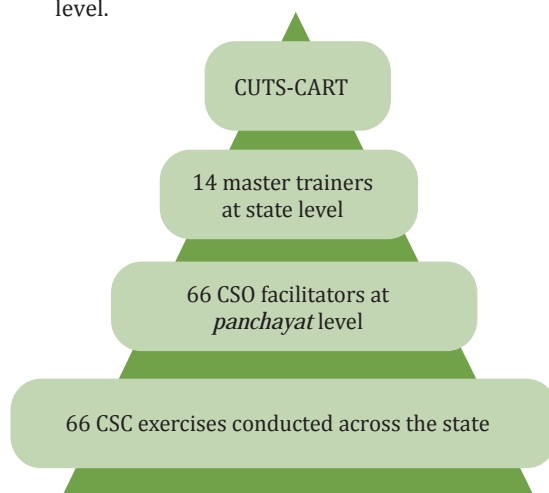 level.
CUTS-CART
14 master trainers
at state level
66 CSO facilitators at
panchayat level
66 CSC exercises conducted across the state